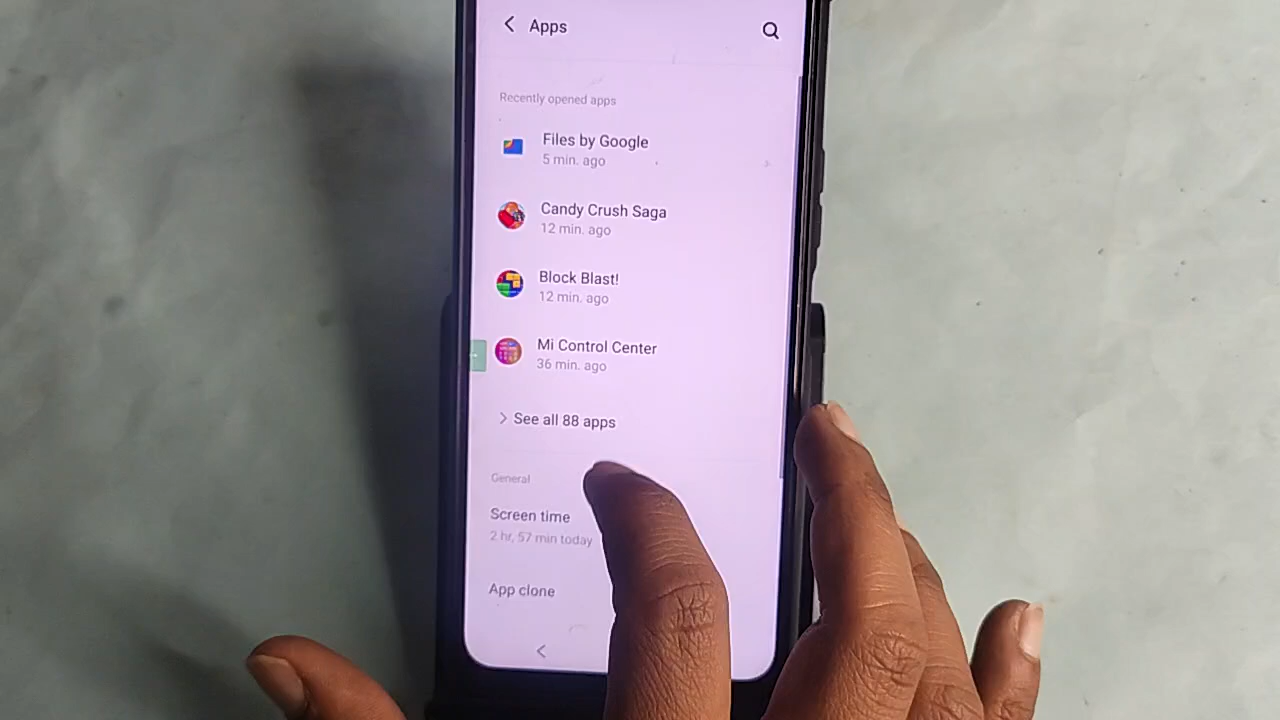 Apps
Recently opened apps
Files by Google
5 min. ago
Candy Crush Saga
12 min. ago
Block Blast!
12 min. ago
Mi Control Center
36 min. ago
See all 88 apps
General
Screen time
2 hr, 57 min today
App clone